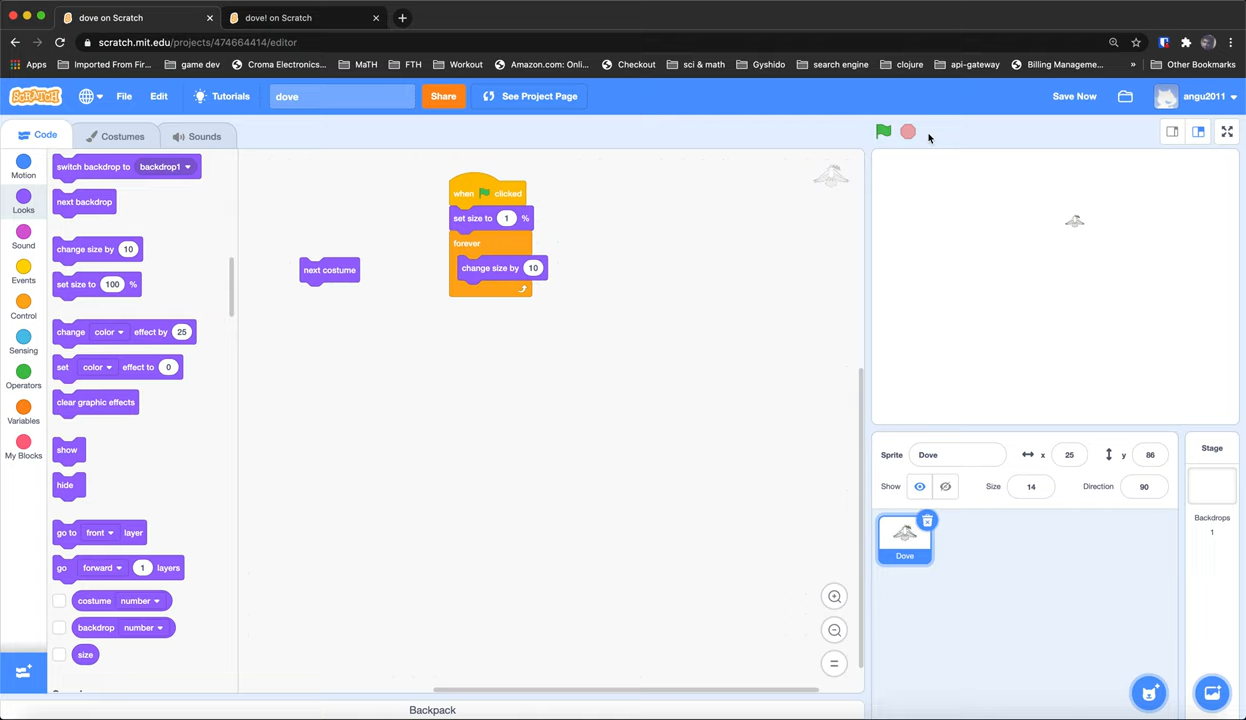 dove on Scratch
dove! on Scratch
scratch.mit.edu/projects/474664414/editor
Apps
Imported From Fir...
game dev
Croma Electronics...
MaTH
FTH
Workout
Amazon.com: Onli...
Checkout
sci & math
Gyshido
search engine
clojure
api-gateway
Billing Manageme...
»
Other Bookmarks
SCRATCH
File
Edit
Tutorials
dove
Share
See Project Page
Save Now
angu2011
Code
Costumes
Sounds
Motion
Looks
Sound
Events
Control
Sensing
Operators
Variables
My Blocks
switch backdrop to backdrop1
next backdrop
change size by 10
set size to 100 %
change color effect by 25
set color effect to 0
clear graphic effects
show
hide
go to front layer
go forward 1 layers
costume number
backdrop number
size
next costume
when clicked
set size to 1 %
forever
change size by 10
Sprite Dove x 25 y 86
Show Size 14 Direction 90
Dove
Stage
Backdrops
1
Backpack